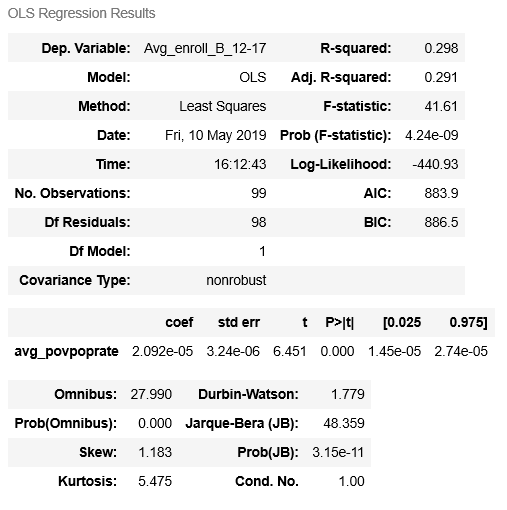 OLS Regression Results
Dep. Variable: Avg_enroll_B_12-17 R-squared: 0.298
Model: OLS Adj. R-squared: 0.291
Method: Least Squares F-statistic: 41.61
Date: Fri, 10 May 2019 Prob (F-statistic): 4.24e-09
Time: 16:12:43 Log-Likelihood: -440.93
No. Observations: 99 AIC: 883.9
Df Residuals: 98 BIC: 886.5
Df Model: 1
Covariance Type: nonrobust
coef std err t P>|t| [0.025 0.975]
avg_povpoprate 2.092e-05 3.24e-06 6.451 0.000 1.45e-05 2.74e-05
Omnibus: 27.990 Durbin-Watson: 1.779
Prob(Omnibus): 0.000 Jarque-Bera (JB): 48.359
Skew: 1.183 Prob(JB): 3.15e-11
Kurtosis: 5.475 Cond. No. 1.00